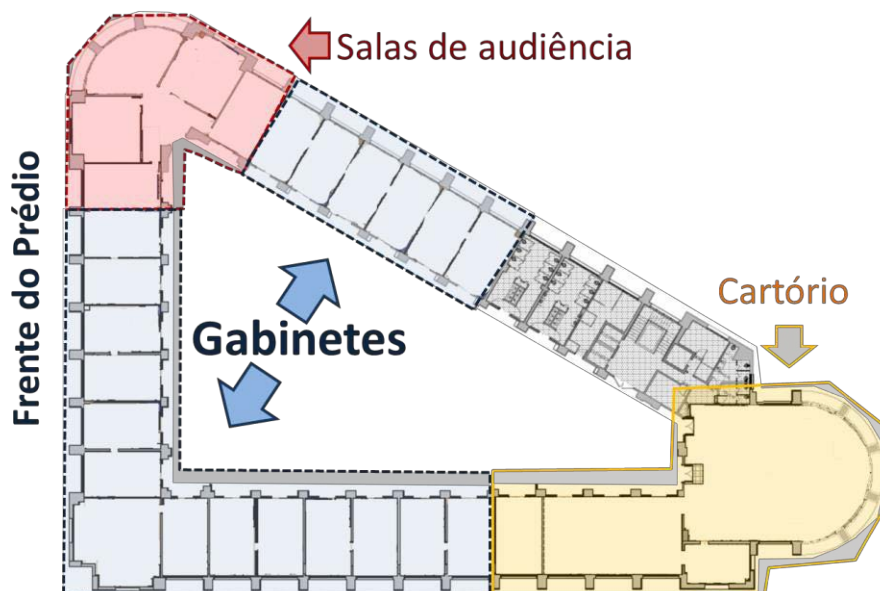 Salas de audiência
Frente do Prédio
Cartório
Gabinetes